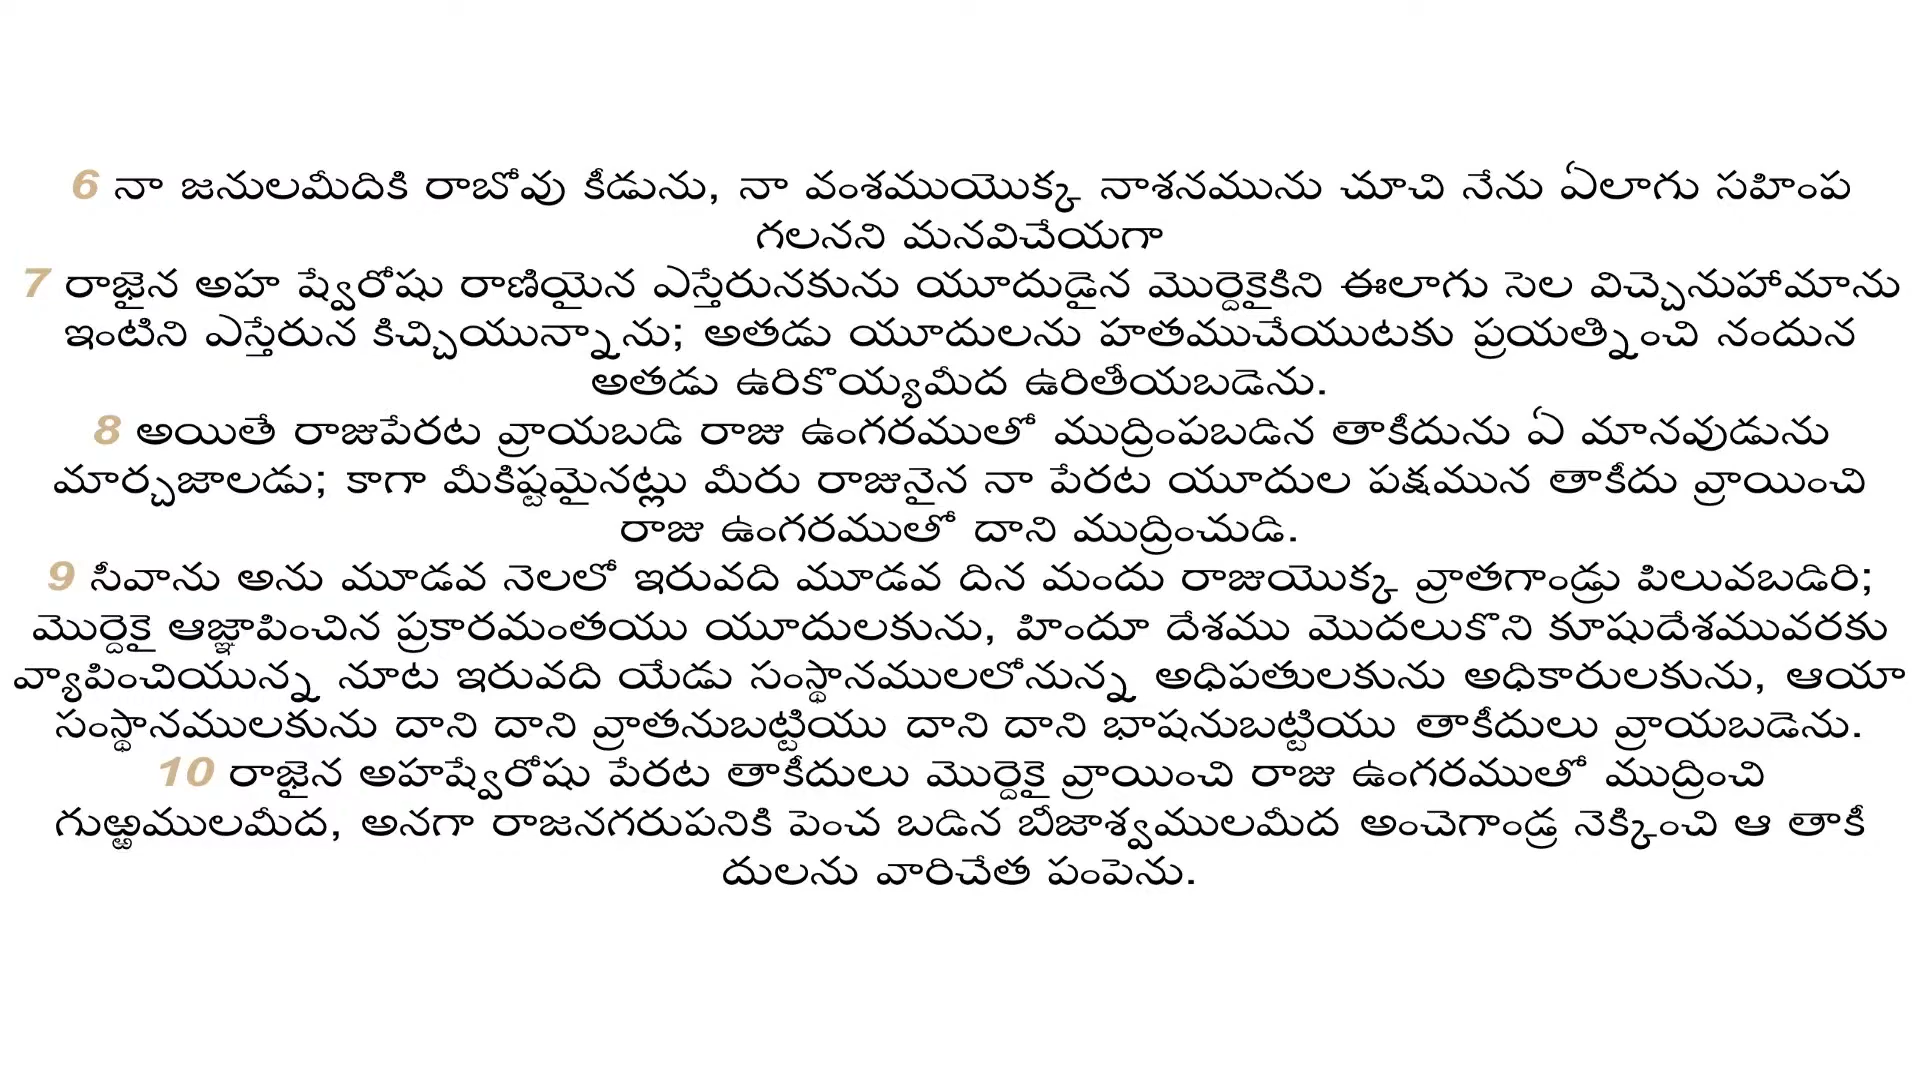 6 నా జనులమీదికి రాబోవు కీడును, నా వంశముయొక్క నాశనమును చూచి నేను ఏలాగు సహింప
గలనని మనవిచేయగా
7 రాజైన అహ ష్వేరోషు రాణియైన ఎస్తేరునకును యూదుడైన మొర్దెకైకిని ఈలాగు సెల విచ్చెనుహామాను
ఇంటిని ఎస్తేరున కిచ్చియున్నాను; అతడు యూదులను హతముచేయుటకు ప్రయత్నించి నందున
అతడు ఉరికొయ్యమీద ఉరితీయబడెను.
8 అయితే రాజుపేరట వ్రాయబడి రాజు ఉంగరముతో ముద్రింపబడిన తాకీదును ఏ మానవుడును
మార్చజాలడు; కాగా మీకిష్టమైనట్లు మీరు రాజునైన నా పేరట యూదుల పక్షమున తాకీదు వ్రాయించి
రాజు ఉంగరముతో దాని ముద్రించుడి.
9 సీవాను అను మూడవ నెలలో ఇరువది మూడవ దిన మందు రాజుయొక్క వ్రాతగాండ్రు పిలువబడిరి;
మొర్దెకై ఆజ్ఞాపించిన ప్రకారమంతయు యూదులకును, హిందూ దేశము మొదలుకొని కూషుదేశమువరకు
వ్యాపించియున్న నూట ఇరువది యేడు సంస్థానములలోనున్న అధిపతులకును అధికారులకును, ఆయా
సంస్థానములకును దాని దాని వ్రాతనుబట్టియు దాని దాని భాషనుబట్టియు తాకీదులు వ్రాయబడెను.
10 రాజైన అహష్వేరోషు పేరట తాకీదులు మొర్దెకై వ్రాయించి రాజు ఉంగరముతో ముద్రించి
గుఱ్ఱములమీద, అనగా రాజనగరుపనికి పెంచ బడిన బీజాశ్వములమీద అంచెగాండ్ర నెక్కించి ఆ తాకీ
దులను వారిచేత పంపెను.